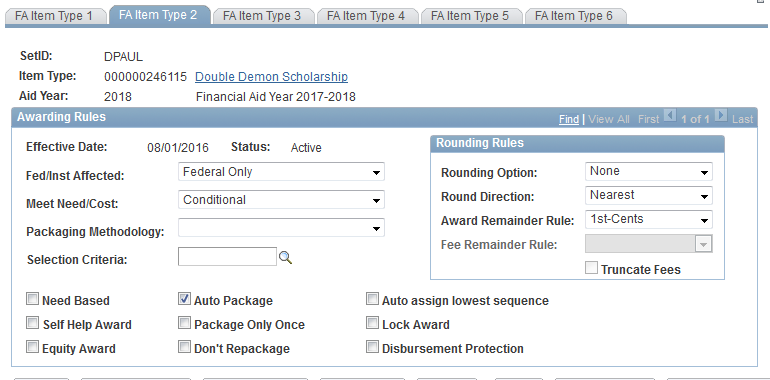 FA Item Type 1 FA Item Type 2 FA Item Type 3 FA Item Type 4 FA Item Type 5 FA Item Type 6
SetID: DPAUL
Item Type: 000000246115 Double Demon Scholarship
Aid Year: 2018 Financial Aid Year 2017-2018
Awarding Rules Find | View All First 1 of 1 Last
Effective Date: 08/01/2016 Status: Active
Fed/Inst Affected: Federal Only
Meet Need/Cost: Conditional
Packaging Methodology:
Selection Criteria:
Rounding Rules
Rounding Option: None
Round Direction: Nearest
Award Remainder Rule: 1st-Cents
Fee Remainder Rule:
Truncate Fees
Need Based Auto Package Auto assign lowest sequence
Self Help Award Package Only Once Lock Award
Equity Award Don't Repackage Disbursement Protection